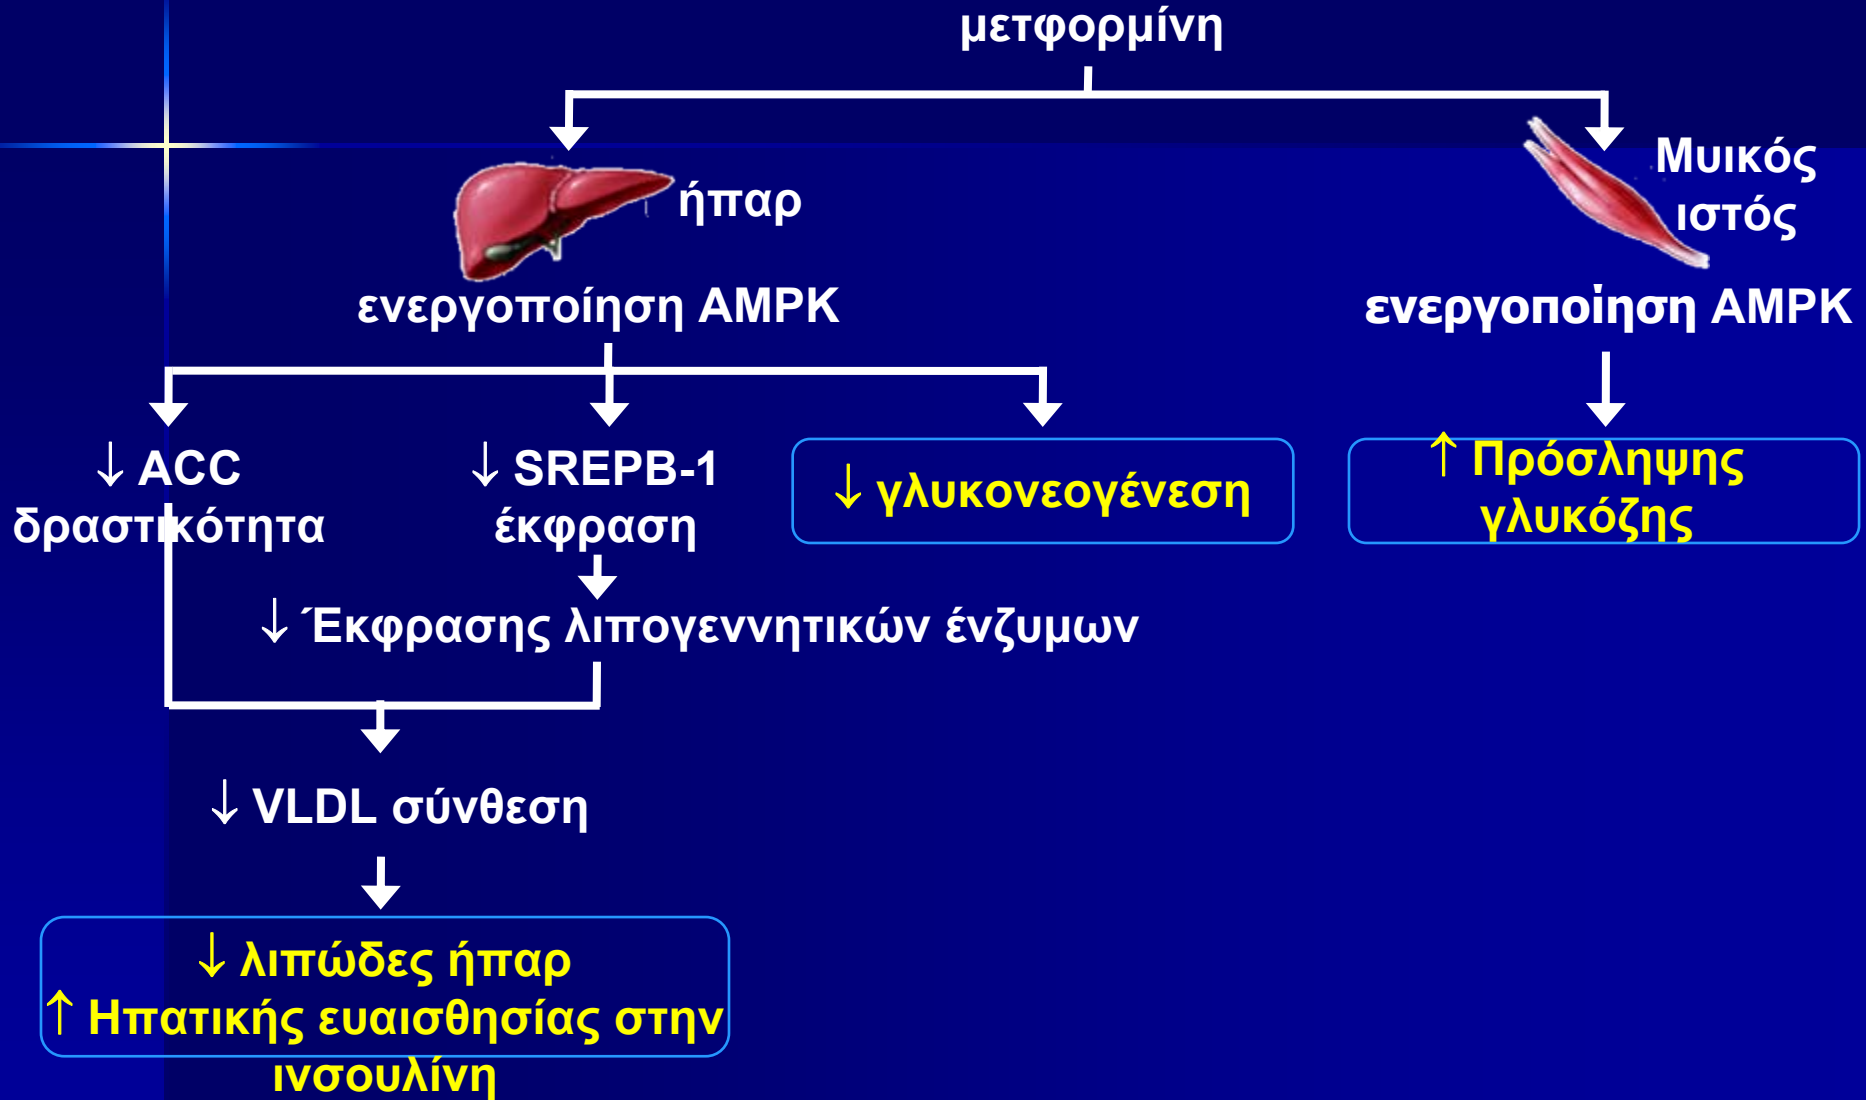 μετφορμίνη
ήπαρ
Μυικός
ιστός
ενεργοποίηση AMPK
ενεργοποίηση AMPK
↓ ACC
δραστικότητα
↓ SREPB-1
έκφραση
↓ γλυκονεογένεση
↑ Πρόσληψης
γλυκόζης
↓ Έκφρασης λιπογεννητικών ένζυμων
↓ VLDL σύνθεση
↓ λιπώδες ήπαρ
↑ Ηπατικής ευαισθησίας στην
ινσουλίνη